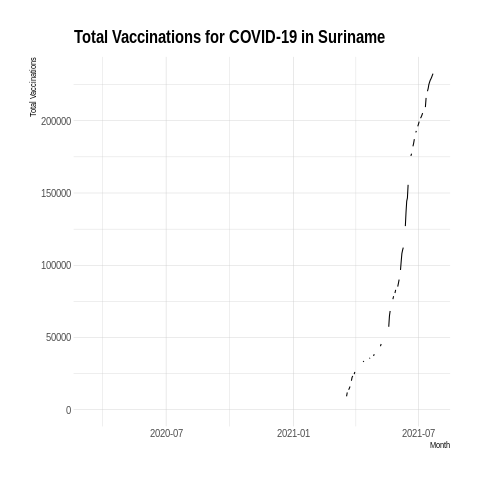 Total Vaccinations for COVID-19 in Suriname
Total Vaccinations
200000
150000
100000
50000
0
2020-07 2021-01 2021-07
Month